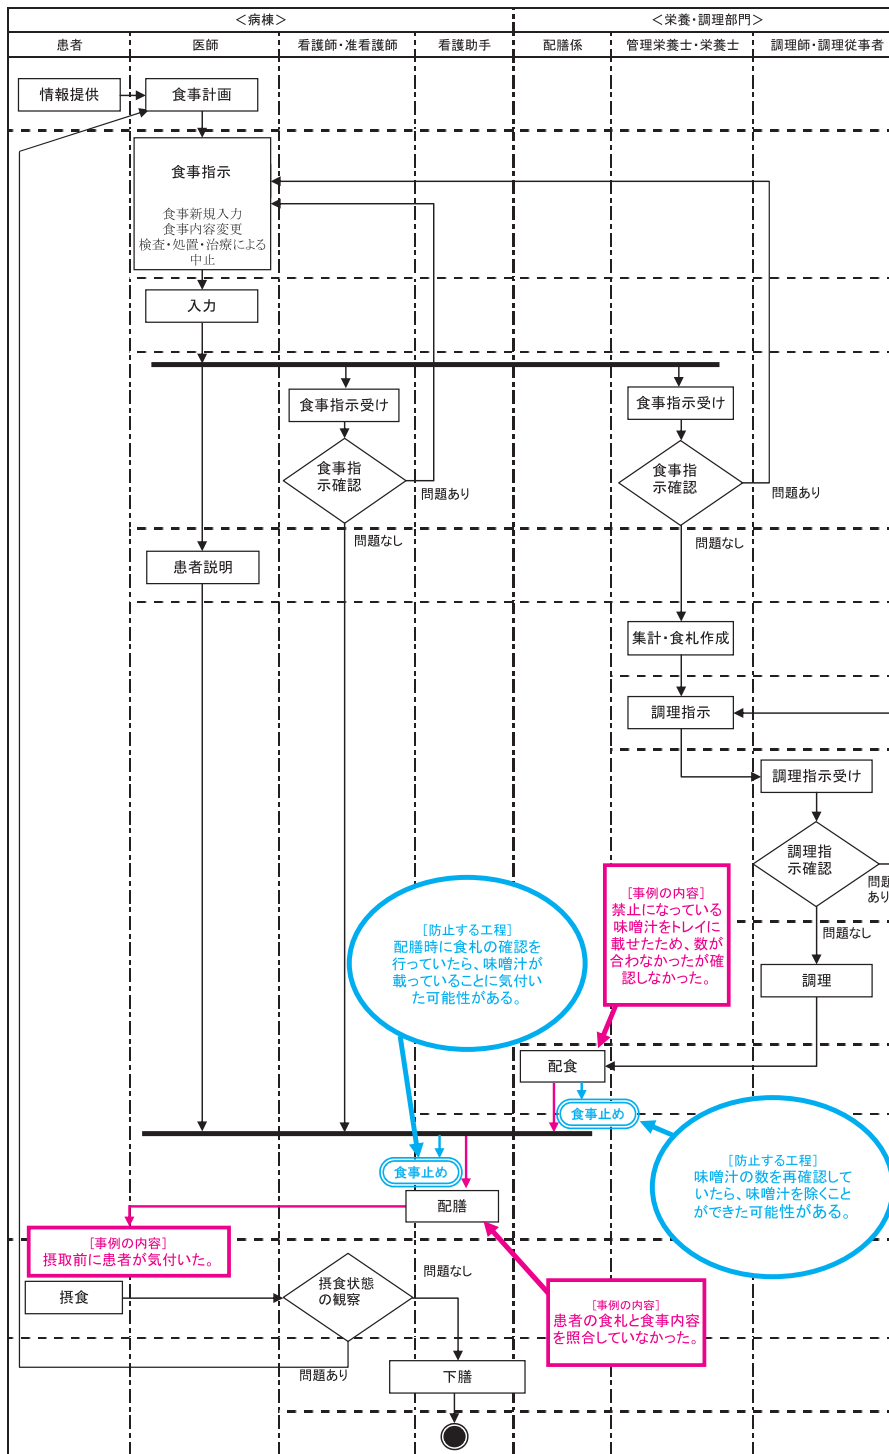 ＜病棟＞
＜栄養・調理部門＞
患者
医師
看護師・准看護師
看護助手
配膳係
管理栄養士・栄養士
調理師・調理従事者
情報提供
食事計画
食事指示
食事新規入力
食事内容変更
検査・処置・治療による
中止
入力
食事指示受け
食事指示受け
食事指
示確認
問題あり
食事指
示確認
問題あり
問題なし
問題なし
患者説明
集計・食札作成
調理指示
調理指示受け
調理指
示確認
問題
あり
問題なし
[事例の内容]
禁止になっている
味噌汁をトレイに
載せたため、数が
合わなかったが確
認しなかった。
[防止する工程]
配膳時に食札の確認を
行っていたら、味噌汁が
載っていることに気付い
た可能性がある。
調理
配食
食事止め
[防止する工程]
味噌汁の数を再確認して
いたら、味噌汁を除くこと
ができた可能性がある。
食事止め
配膳
[事例の内容]
摂取前に患者が気付いた。
摂食
摂食状態
の観察
問題なし
[事例の内容]
患者の食札と食事内容
を照合していなかった。
問題あり
下膳